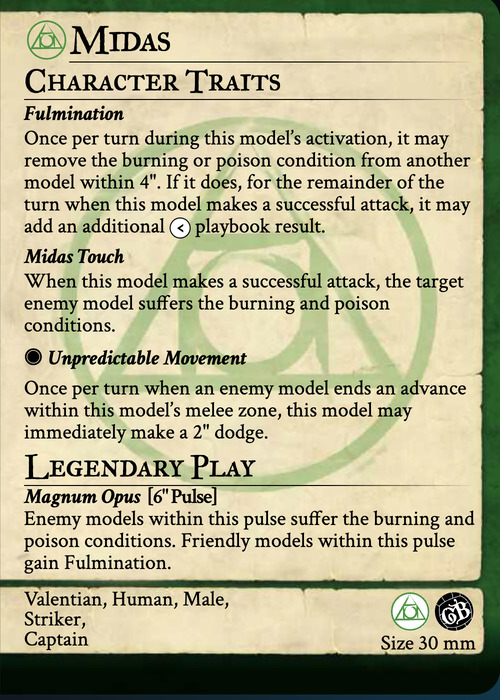 Midas
Character Traits
Fulmination
Once per turn during this model's activation, it may
remove the burning or poison condition from another
model within 4". If it does, for the remainder of the
turn when this model makes a successful attack, it may
add an additional < playbook result.
Midas Touch
When this model makes a successful attack, the target
enemy model suffers the burning and poison
conditions.
Unpredictable Movement
Once per turn when an enemy model ends an advance
within this model's melee zone, this model may
immediately make a 2" dodge.
Legendary Play
Magnum Opus [6" Pulse]
Enemy models within this pulse suffer the burning and
poison conditions. Friendly models within this pulse
gain Fulmination.
Valentian, Human, Male,
Striker,
Captain
GB
Size 30 mm